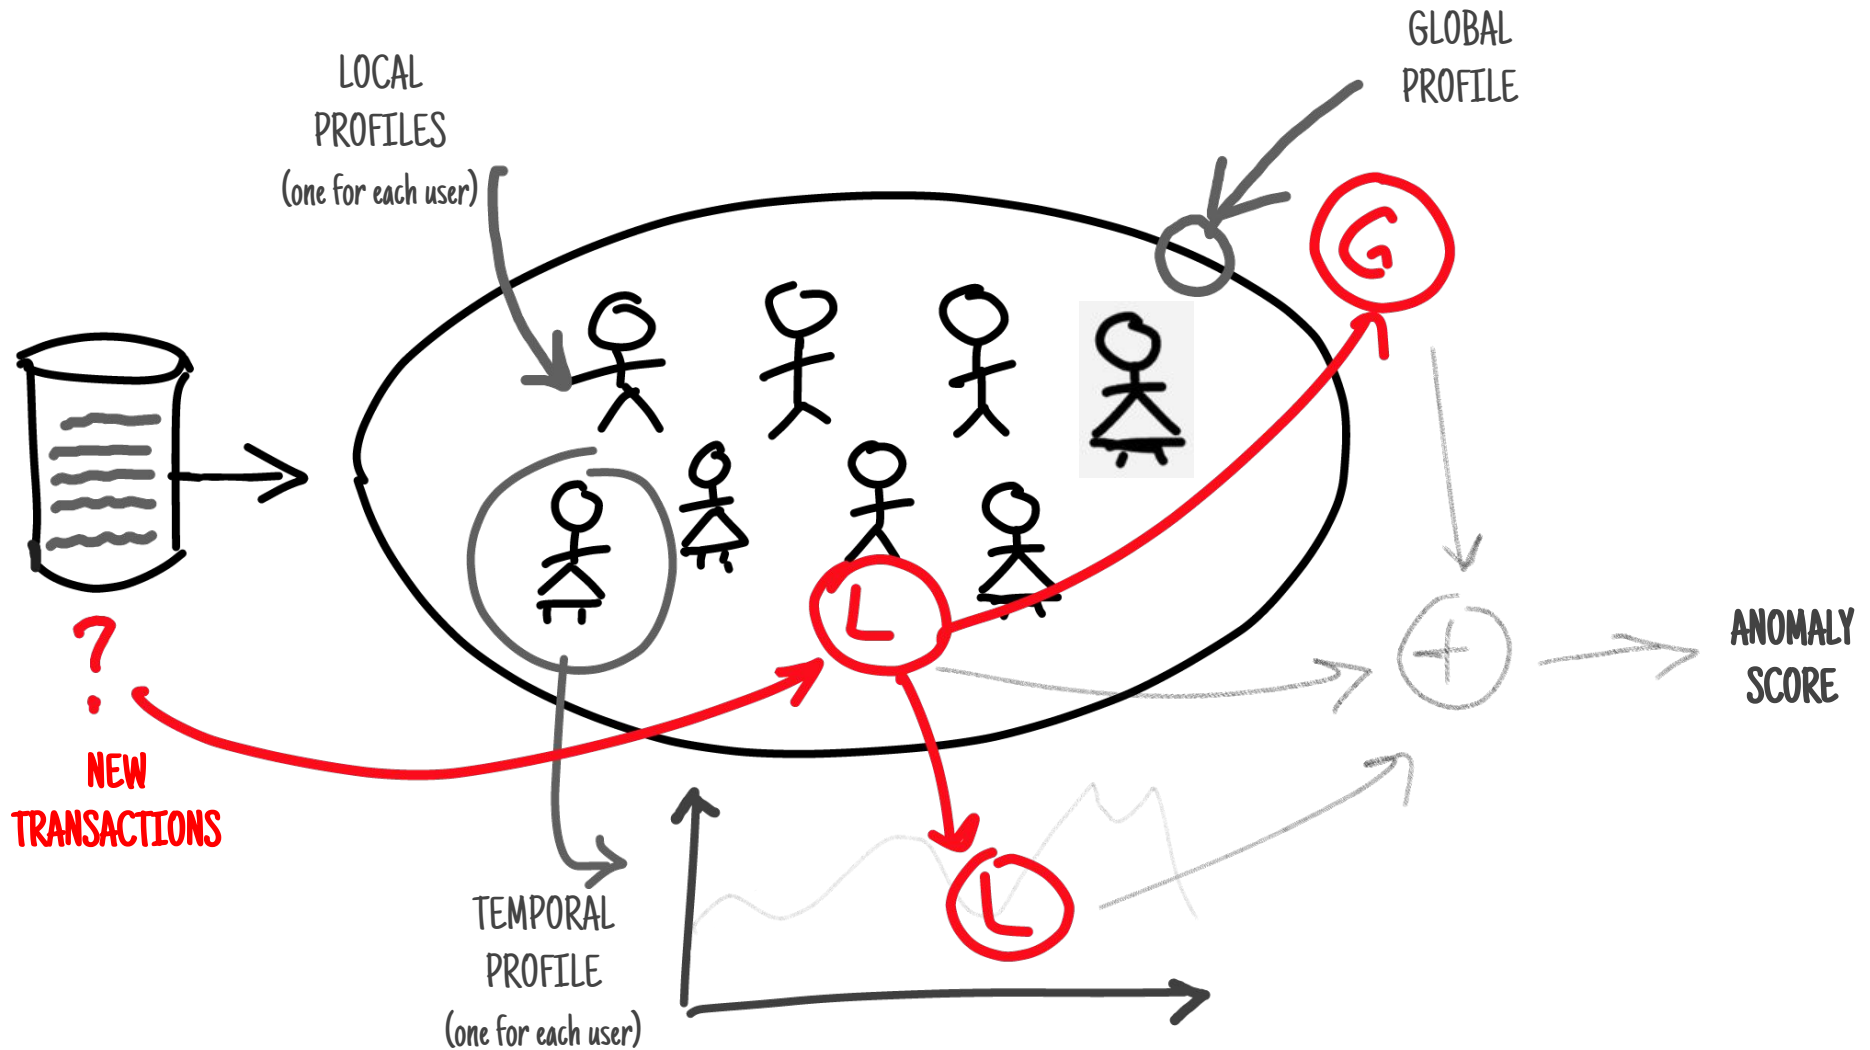 GLOBAL
PROFILE
LOCAL
PROFILES
(one for each user)
G
L
?
NEW
TRANSACTIONS
+
ANOMALY
SCORE
L
TEMPORAL
PROFILE
(one for each user)